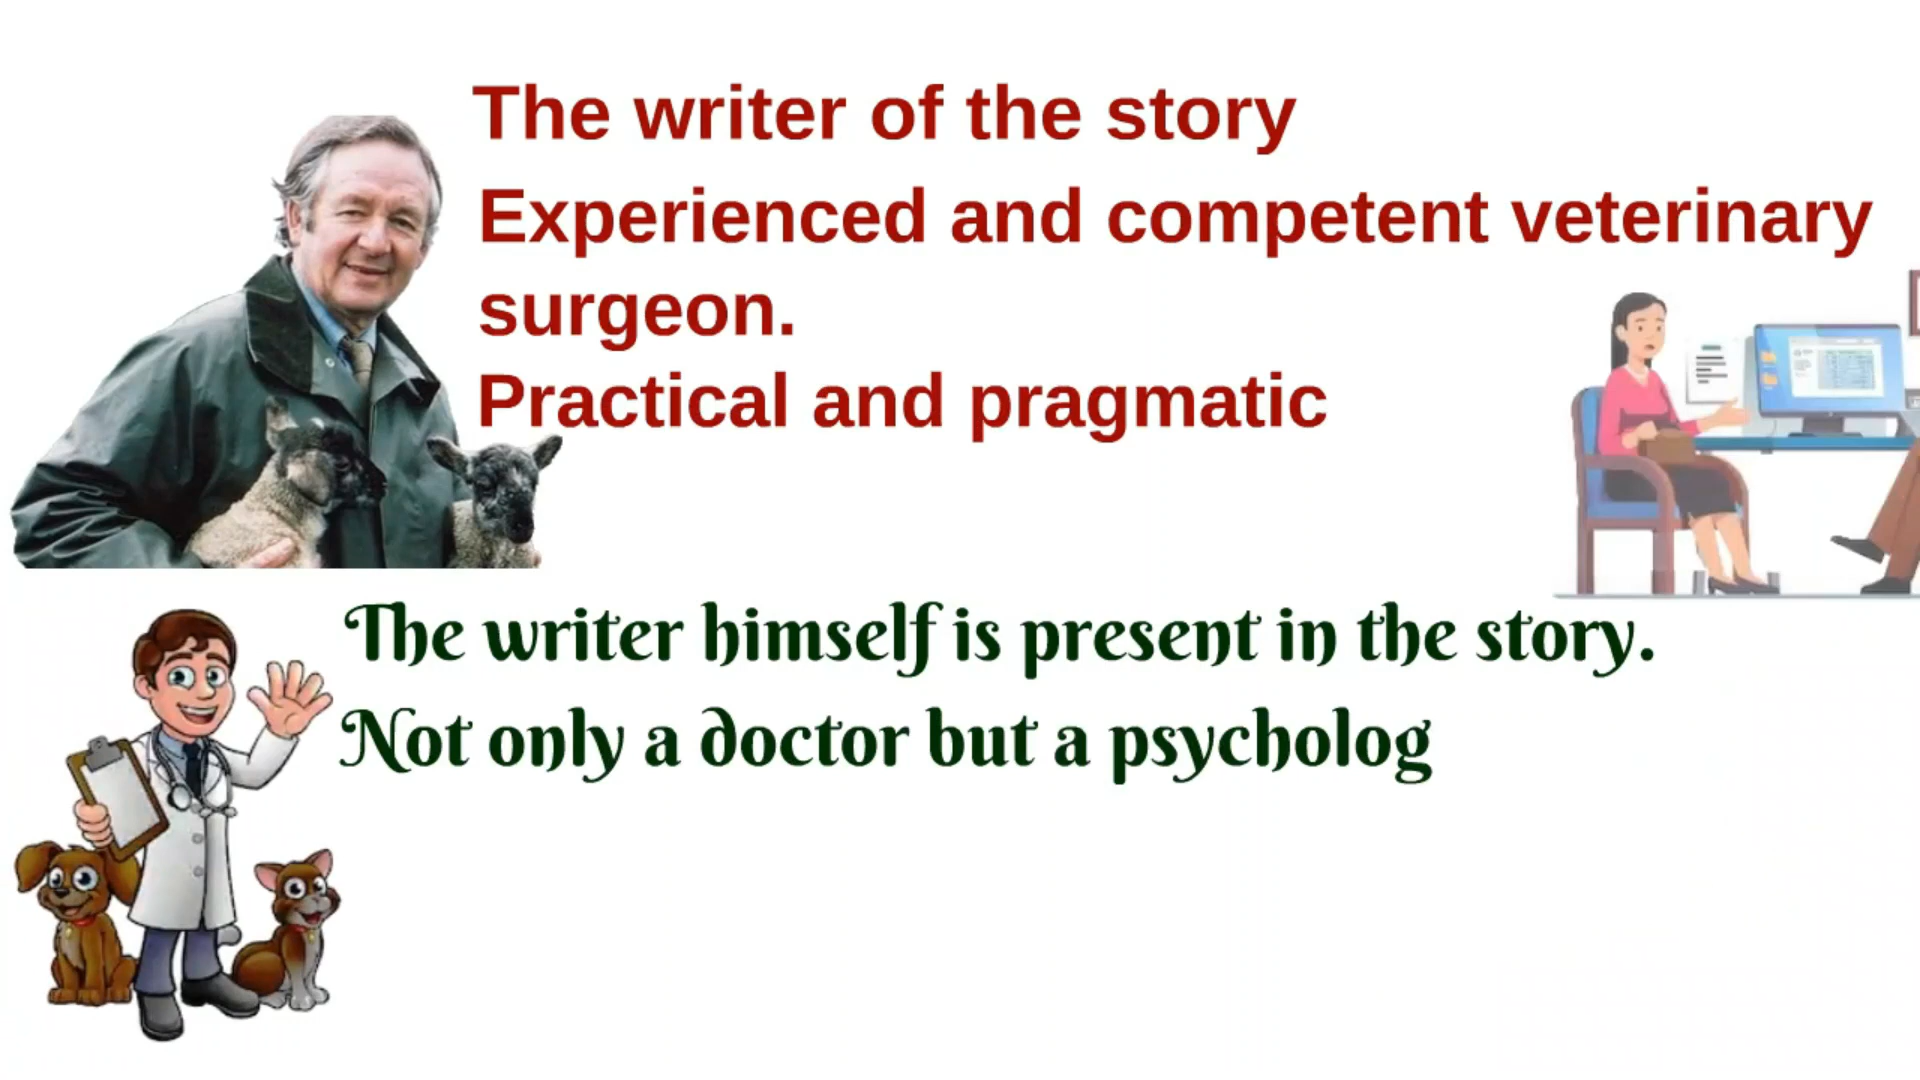 The writer of the story
Experienced and competent veterinary
surgeon.
Practical and pragmatic
The writer himself is present in the story.
Not only a doctor but a psycholog